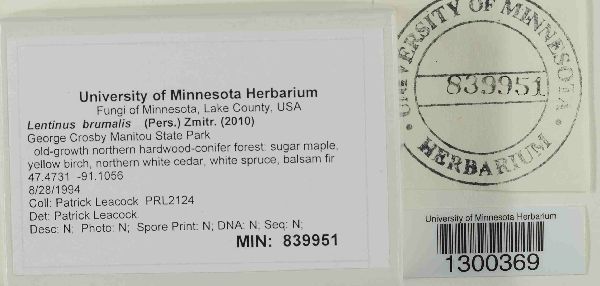 University of Minnesota Herbarium
Fungi of Minnesota, Lake County, USA
Lentinus brumalis (Pers.) Zmitr. (2010)
George Crosby Manitou State Park
old-growth northern hardwood-conifer forest: sugar maple,
yellow birch, northern white cedar, white spruce, balsam fir
47.4731 -91.1056
8/28/1994
Coll: Patrick Leacock PRL2124
Det: Patrick Leacock
Desc: N; Photo: N; Spore Print: N; DNA: N; Seq: N;
MIN: 839951
UNIVERSITY OF MINNESOTA
839951
HERBARIUM
University of Minnesota Herbarium
1300369